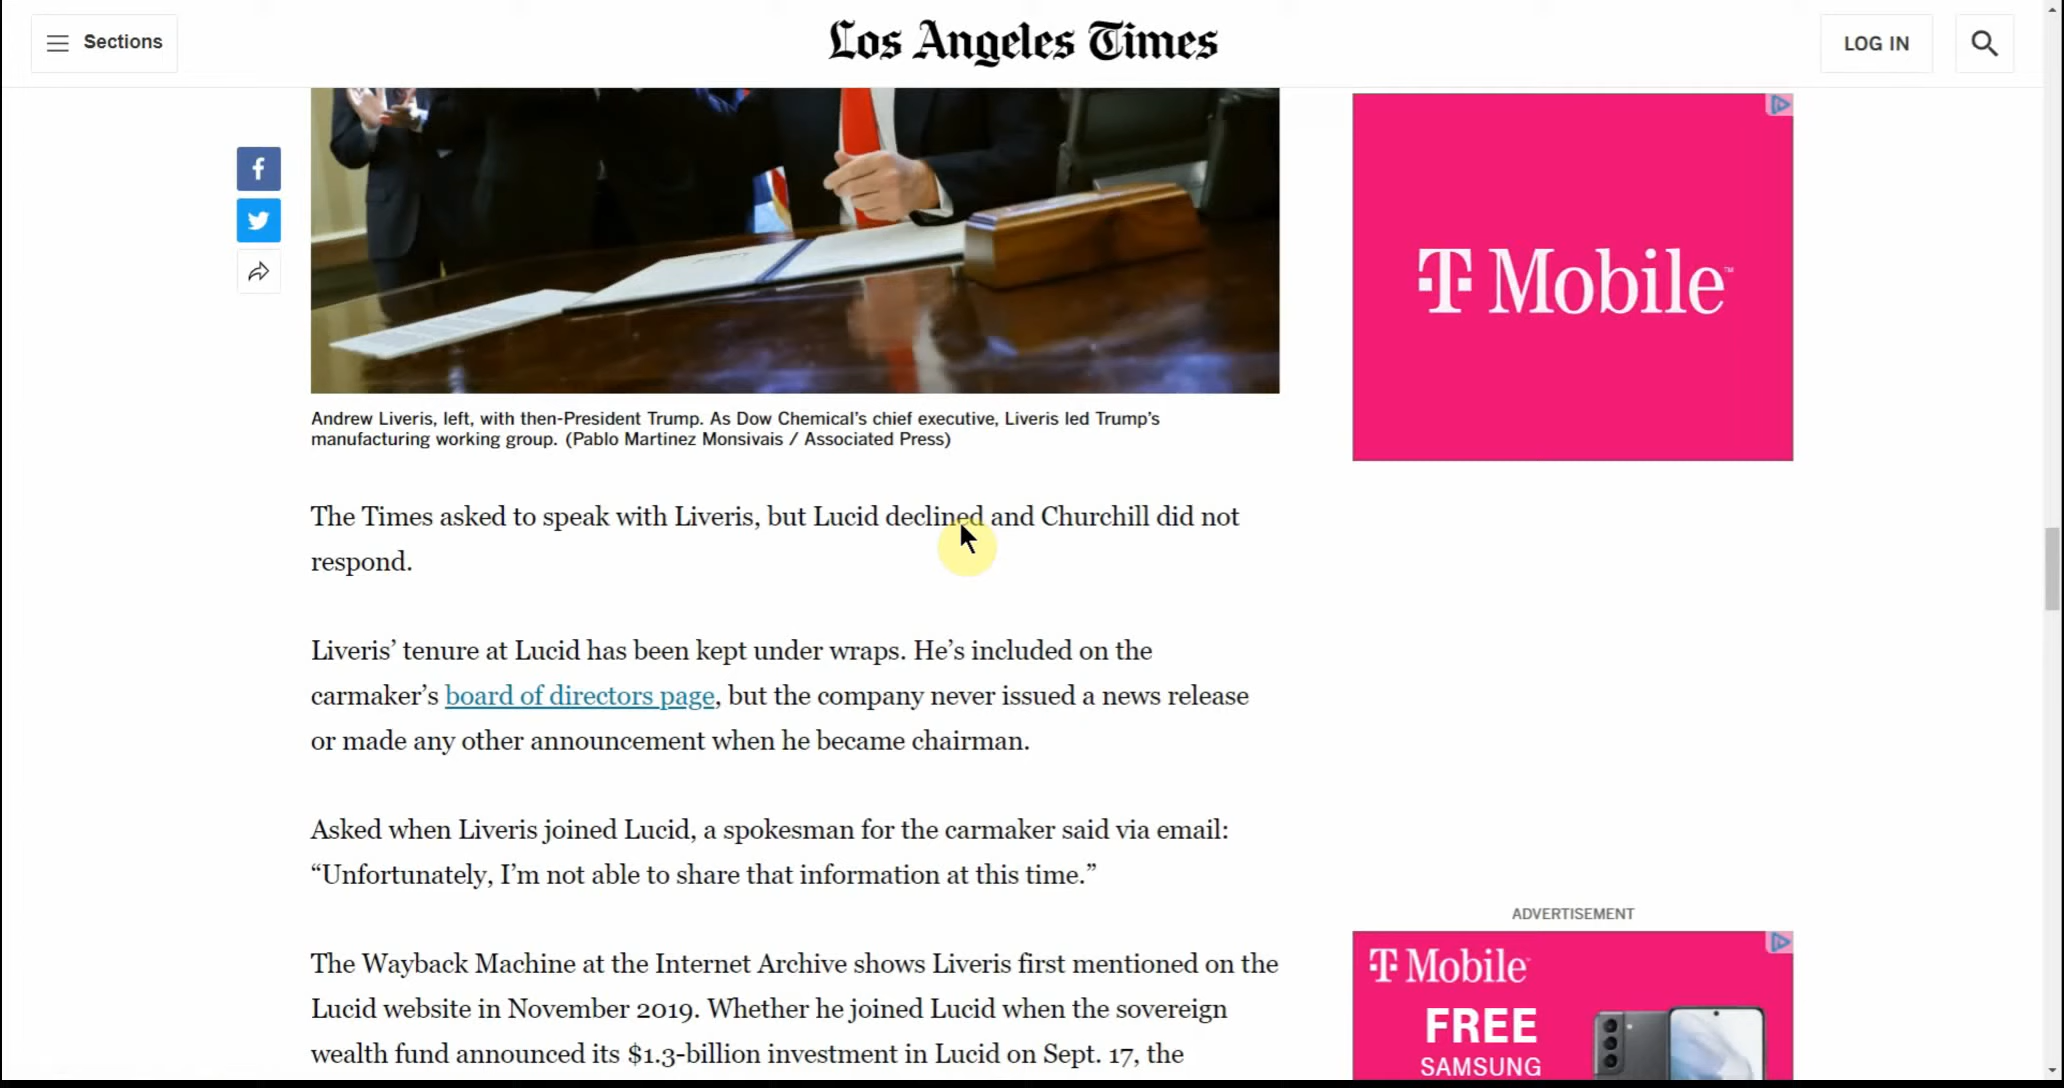 Sections
Los Angeles Times
LOG IN
T Mobile™
Andrew Liveris, left, with then-President Trump. As Dow Chemical’s chief executive, Liveris led Trump’s
manufacturing working group. (Pablo Martinez Monsivais / Associated Press)
The Times asked to speak with Liveris, but Lucid declined and Churchill did not
respond.
Liveris’ tenure at Lucid has been kept under wraps. He’s included on the
carmaker’s board of directors page, but the company never issued a news release
or made any other announcement when he became chairman.
Asked when Liveris joined Lucid, a spokesman for the carmaker said via email:
“Unfortunately, I’m not able to share that information at this time.”
The Wayback Machine at the Internet Archive shows Liveris first mentioned on the
Lucid website in November 2019. Whether he joined Lucid when the sovereign
wealth fund announced its $1.3-billion investment in Lucid on Sept. 17, the
ADVERTISEMENT
T Mobile
FREE
SAMSUNG